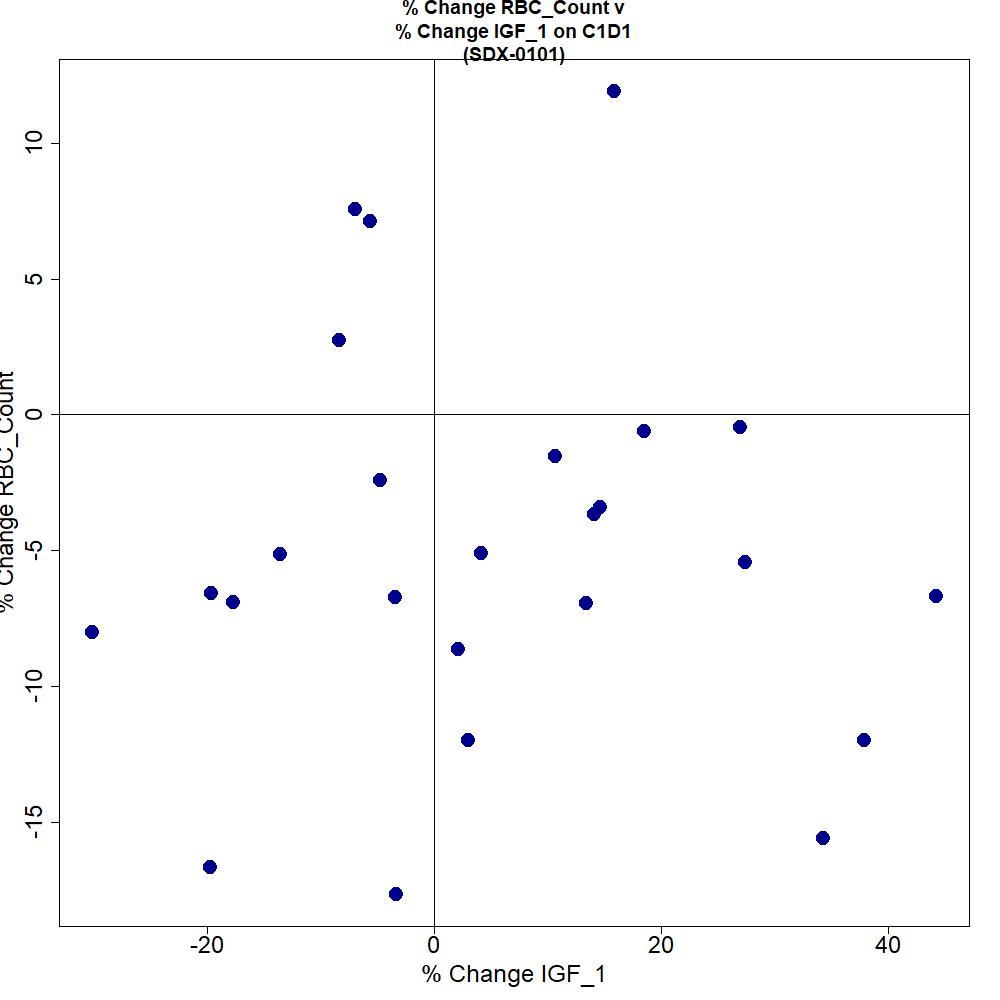 % Change RBC_Count v
% Change IGF_1 on C1D1
(SDX-0101)
% Change RBC_Count
10
5
0
-5
-10
-15
-20
0
20
40
% Change IGF_1